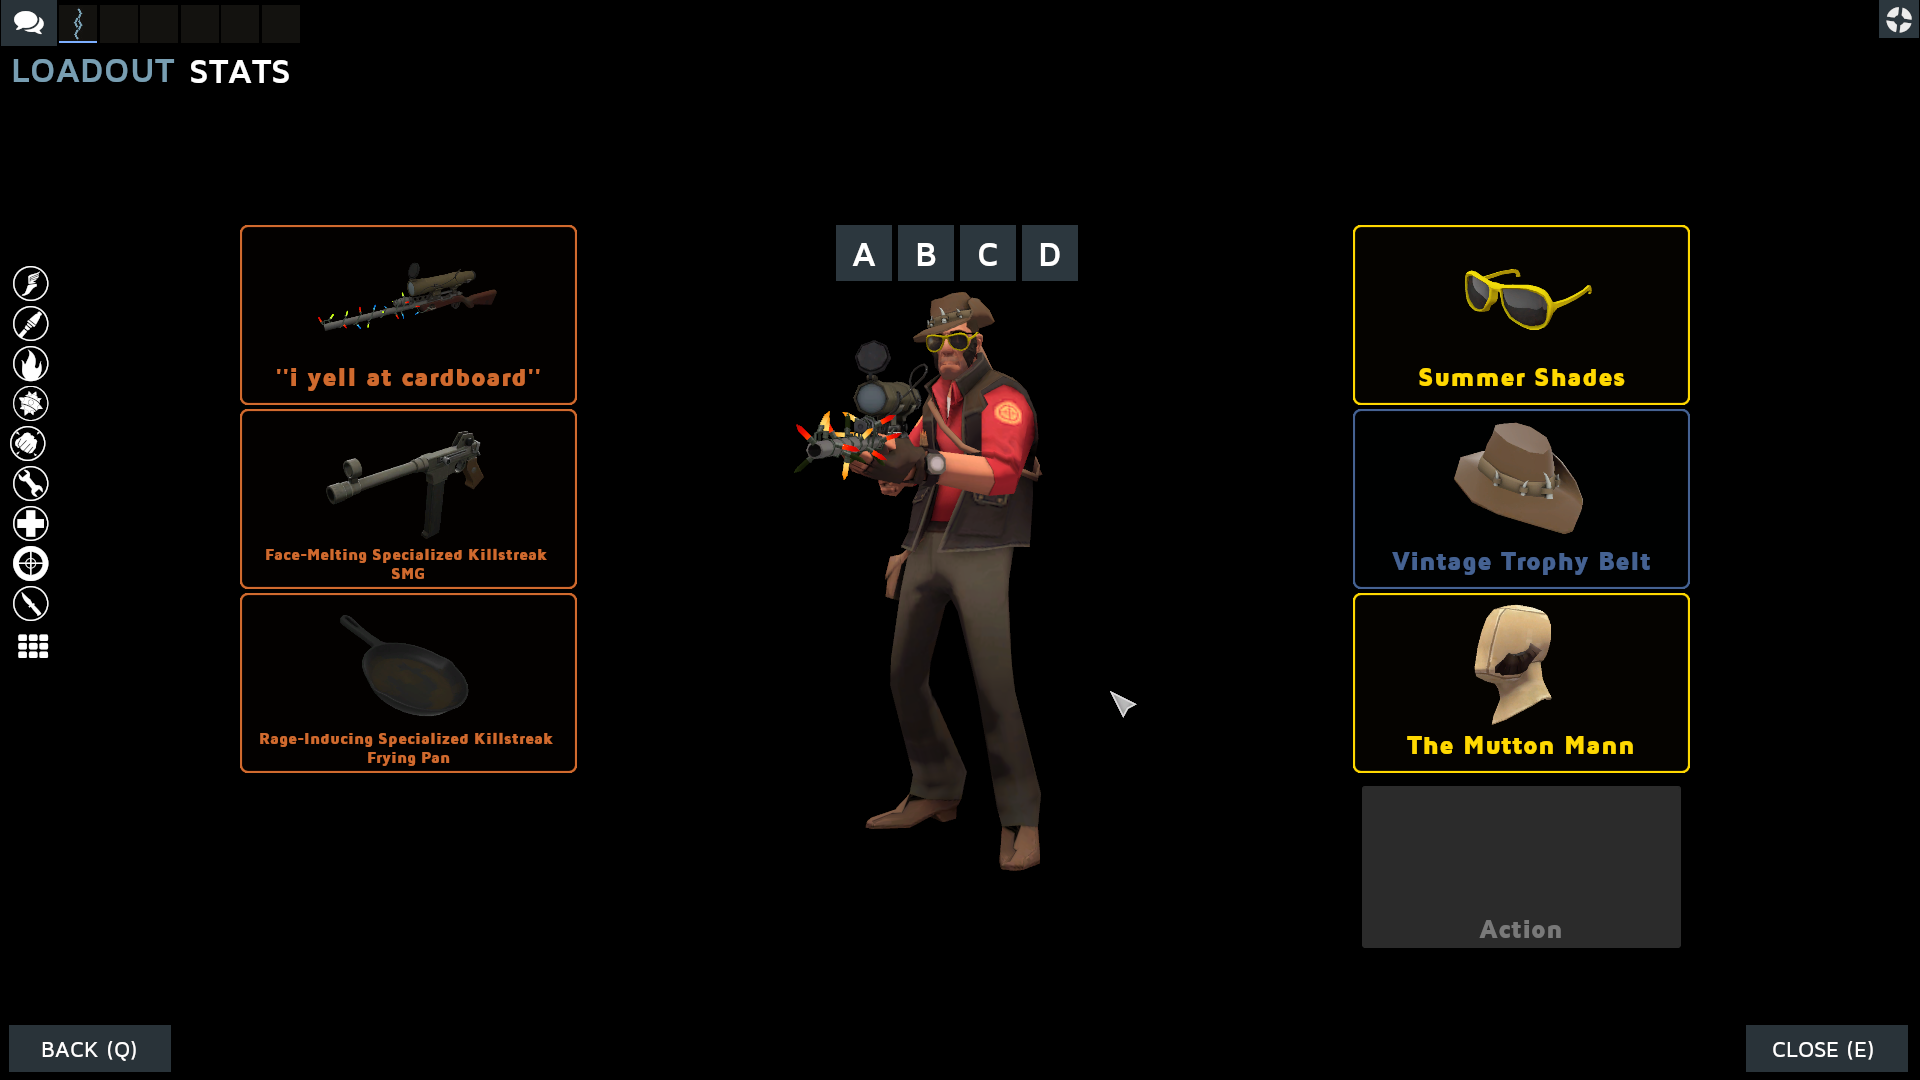 LOADOUT STATS
A B C D
''i yell at cardboard''
Face-Melting Specialized Killstreak
SMG
Rage-Inducing Specialized Killstreak
Frying Pan
Summer Shades
Vintage Trophy Belt
The Mutton Mann
Action
BACK (Q)
CLOSE (E)